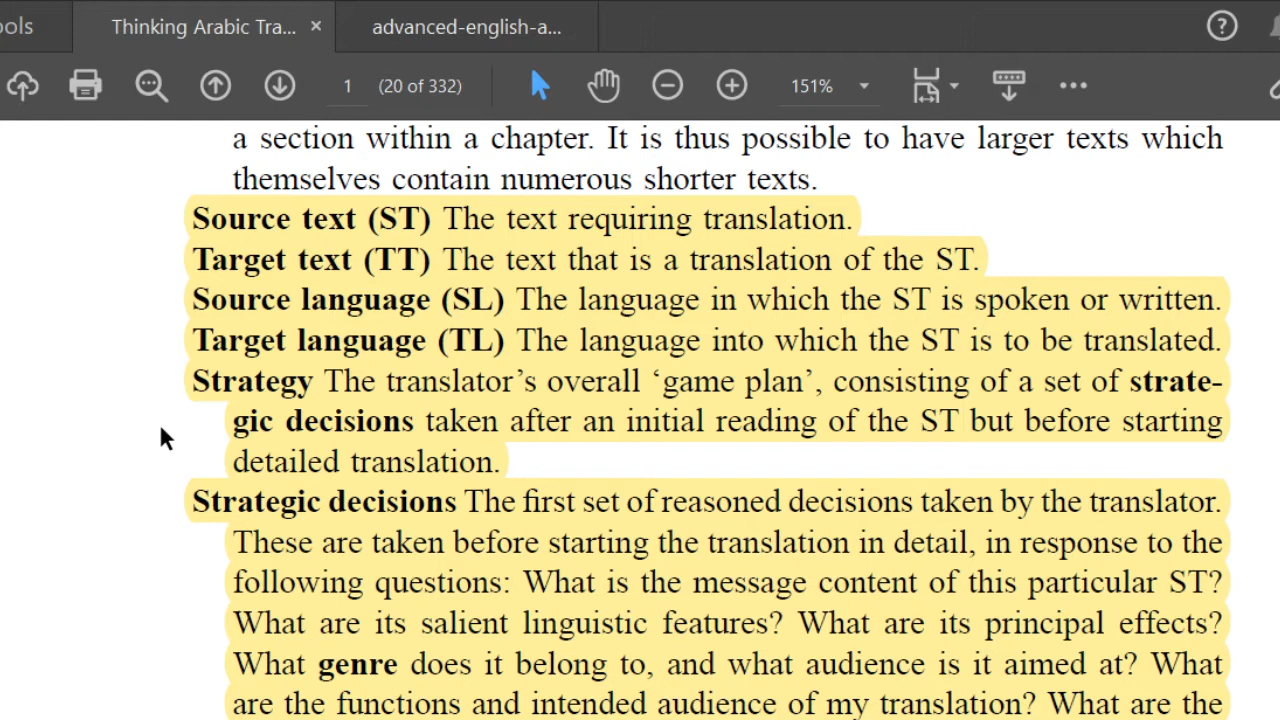 ools
Thinking Arabic Tra... ×
advanced-english-a...
?
1 (20 of 332)
151%
a section within a chapter. It is thus possible to have larger texts which
themselves contain numerous shorter texts.
Source text (ST) The text requiring translation.
Target text (TT) The text that is a translation of the ST.
Source language (SL) The language in which the ST is spoken or written.
Target language (TL) The language into which the ST is to be translated.
Strategy The translator’s overall ‘game plan’, consisting of a set of strate-
gic decisions taken after an initial reading of the ST but before starting
detailed translation.
Strategic decisions The first set of reasoned decisions taken by the translator.
These are taken before starting the translation in detail, in response to the
following questions: What is the message content of this particular ST?
What are its salient linguistic features? What are its principal effects?
What genre does it belong to, and what audience is it aimed at? What
are the functions and intended audience of my translation? What are the